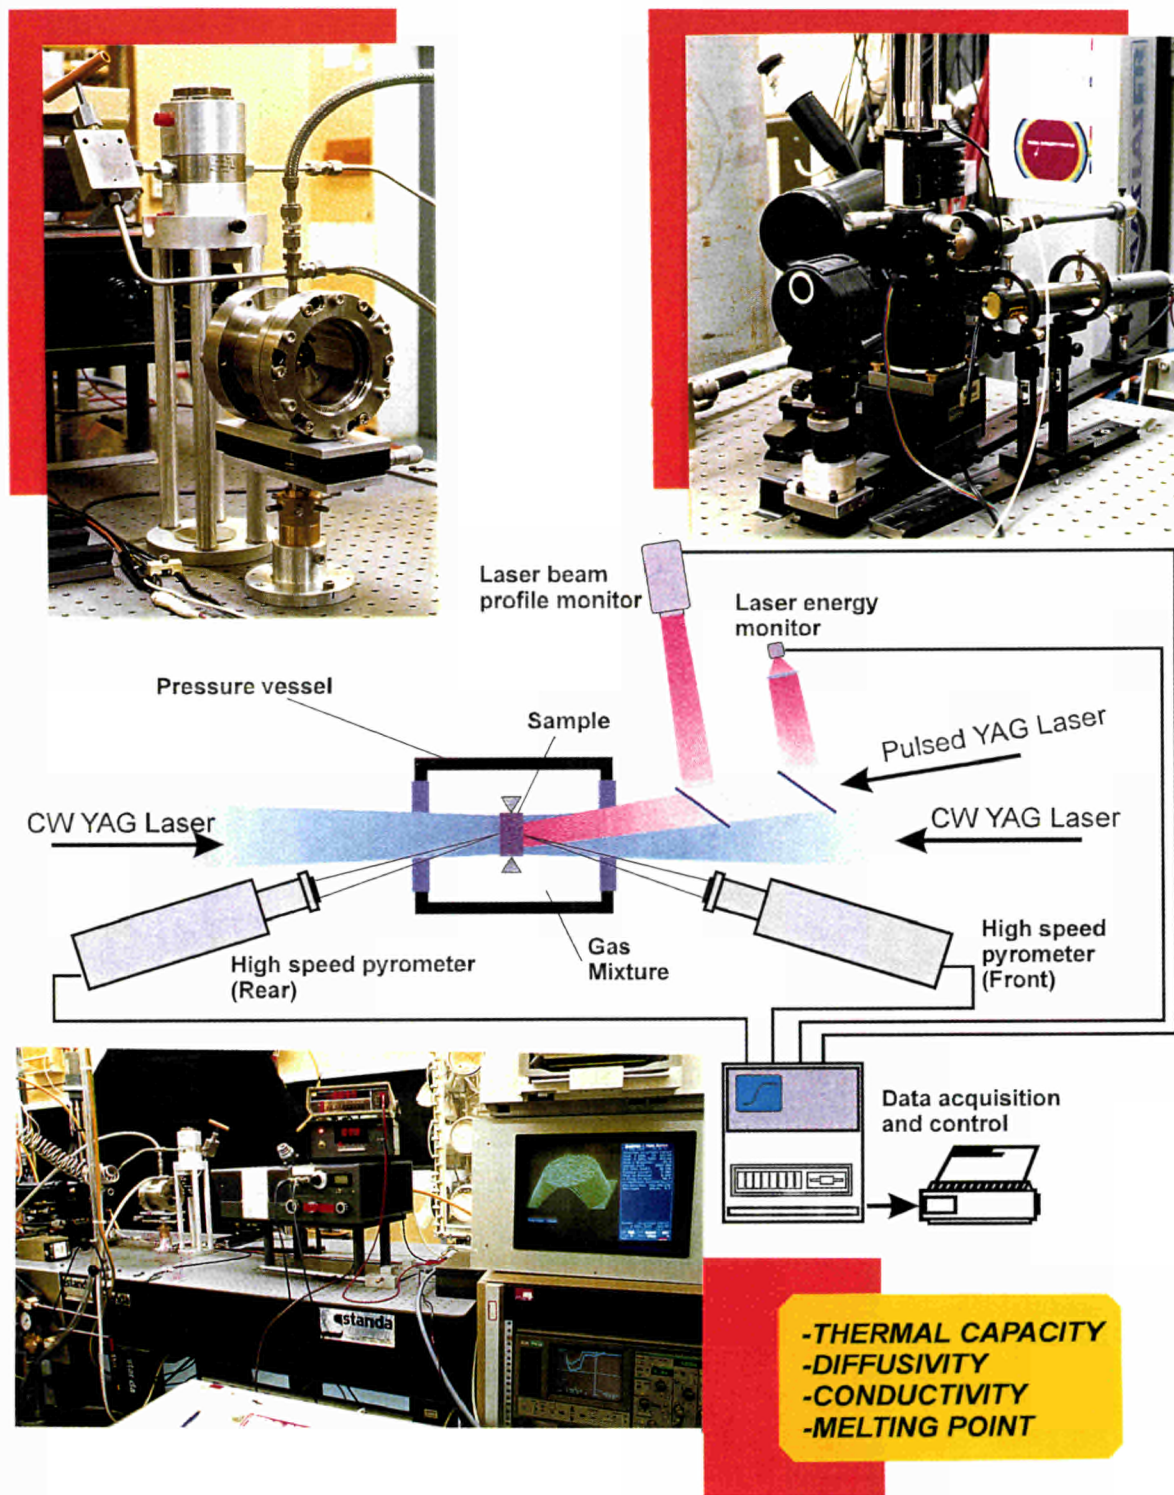 Laser beam
profile monitor
Laser energy
monitor
Pressure vessel
Sample
Pulsed YAG Laser
CW YAG Laser
CW YAG Laser
High speed pyrometer
(Rear)
Gas
Mixture
High speed
pyrometer
(Front)
Data acquisition
and control
standa
-THERMAL CAPACITY
-DIFFUSIVITY
-CONDUCTIVITY
-MELTING POINT